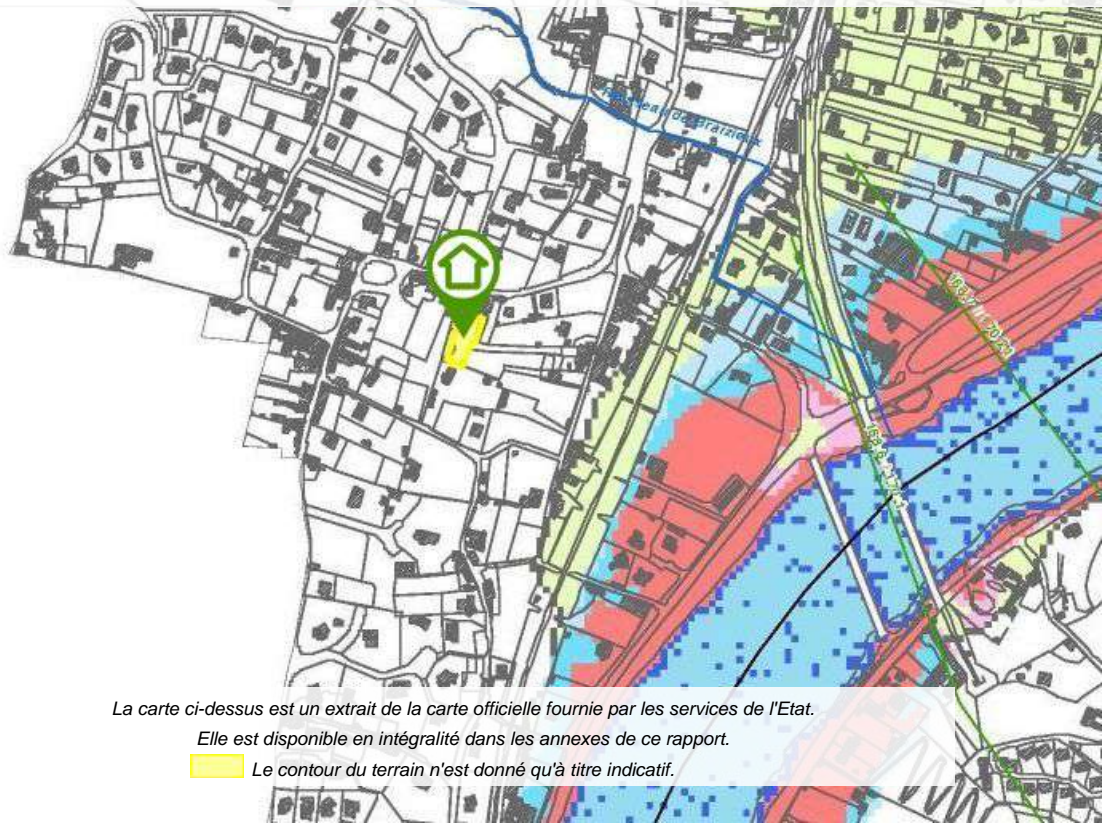 La carte ci-dessus est un extrait de la carte officielle fournie par les services de l'Etat.
Elle est disponible en intégralité dans les annexes de ce rapport.
Le contour du terrain n'est donné qu'à titre indicatif.